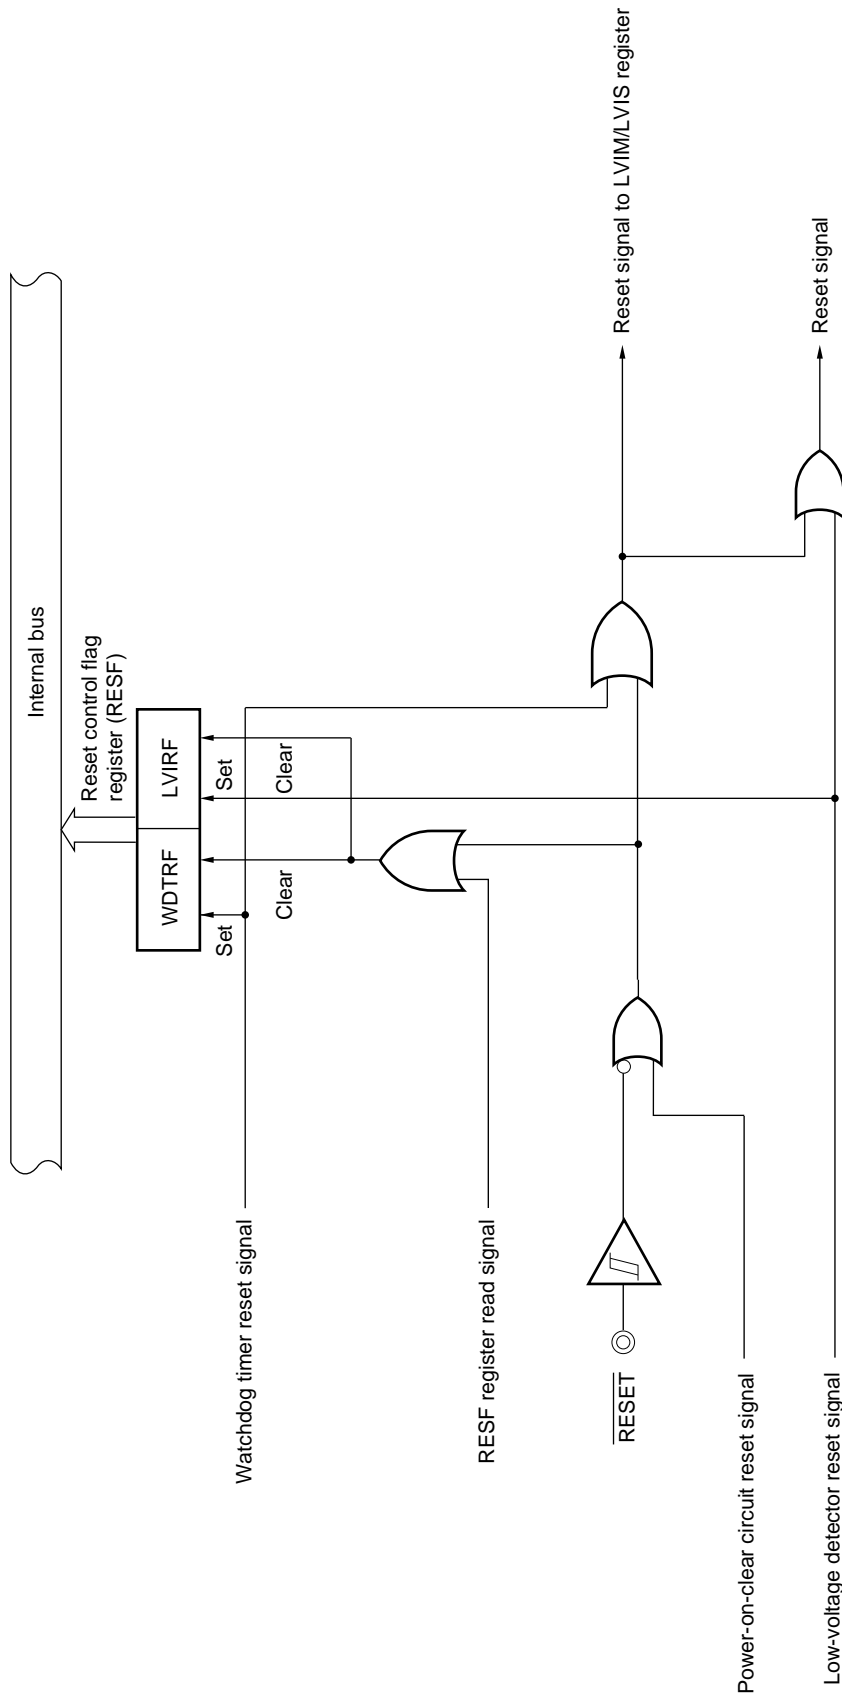 Internal bus
Reset control flag
register (RESF)
WDTRF
LVIRF
Set
Clear
Set
Clear
Watchdog timer reset signal
RESF register read signal
RESET
Power-on-clear circuit reset signal
Low-voltage detector reset signal
Reset signal to LVIM/LVIS register
Reset signal